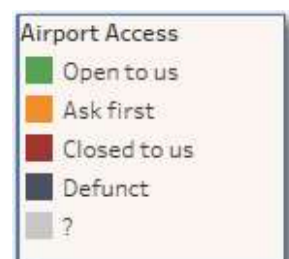 Airport Access
Open to us
Ask first
Closed to us
Defunct
?